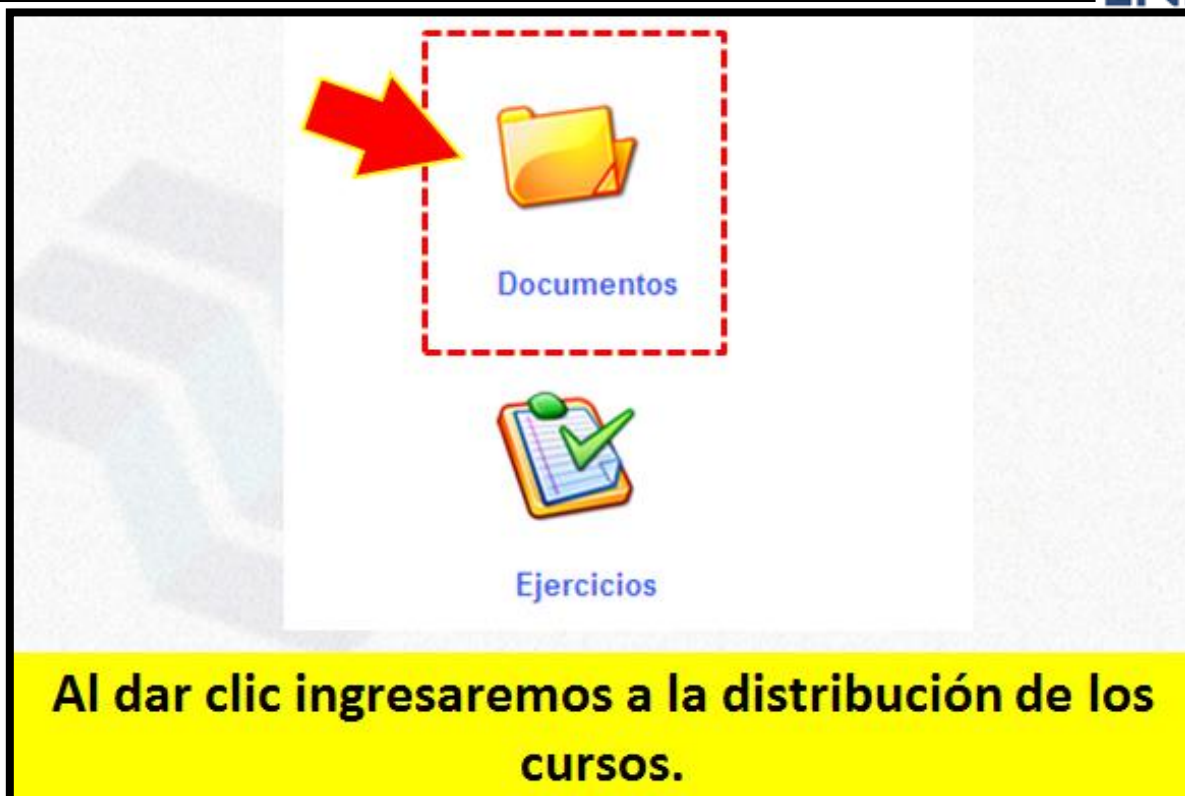 Documentos
Ejercicios
Al dar clic ingresaremos a la distribución de los
cursos.